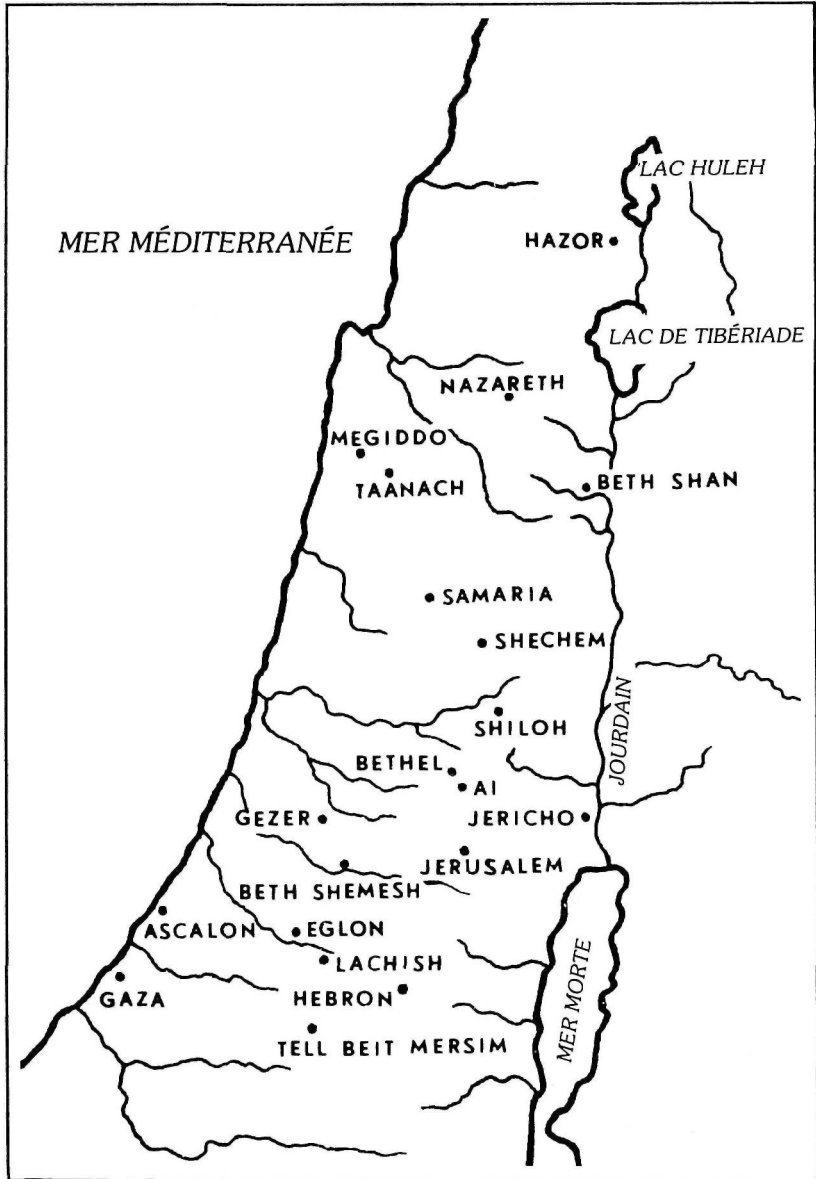 LAC HULEH
MER MÉDITERRANÉE
HAZOR
LAC DE TIBÉRIADE
NAZARETH
MEGIDDO
TAANACH
BETH SHAN
SAMARIA
SHECHEM
JOURDAIN
SHILOH
BETHEL
AI
GEZER
JERICHO
JERUSALEM
BETH SHEMESH
ASCALON
EGLON
LACHISH
GAZA
HEBRON
MER MORTE
TELL BEIT MERSIM